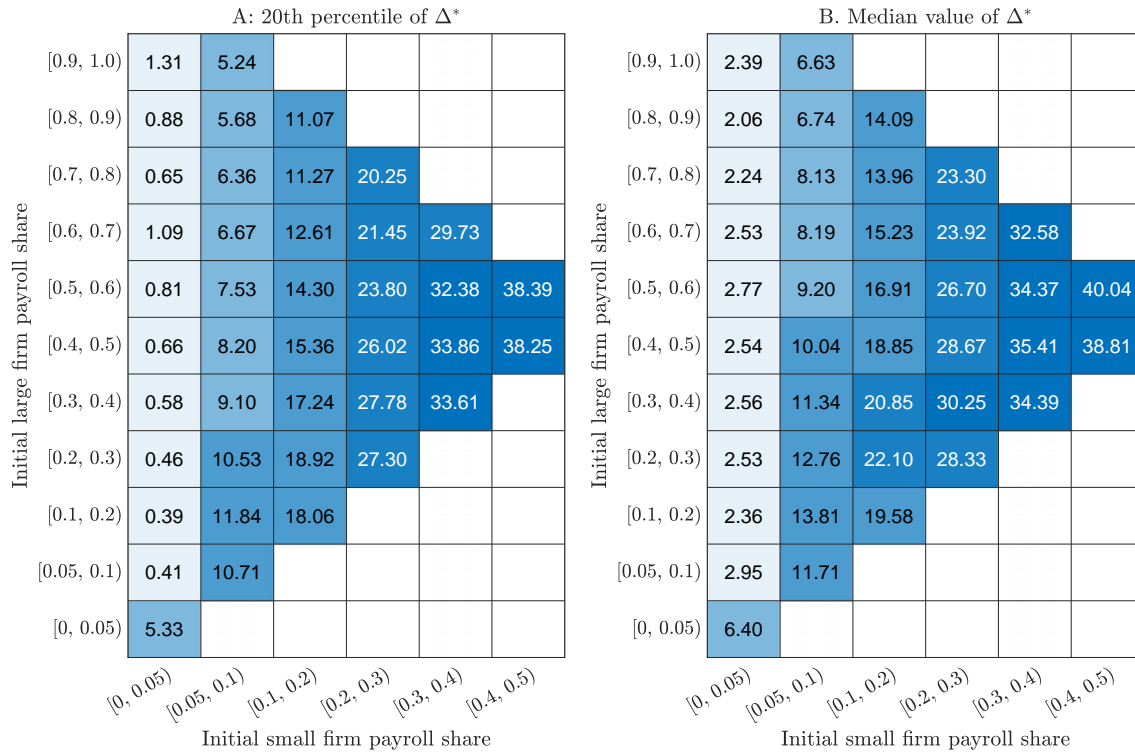 A: 20th percentile of Δ*
[0.9, 1.0) 1.31 5.24
[0.8, 0.9) 0.88 5.68 11.07
[0.7, 0.8) 0.65 6.36 11.27 20.25
[0.6, 0.7) 1.09 6.67 12.61 21.45 29.73
[0.5, 0.6) 0.81 7.53 14.30 23.80 32.38 38.39
[0.4, 0.5) 0.66 8.20 15.36 26.02 33.86 38.25
[0.3, 0.4) 0.58 9.10 17.24 27.78 33.61
[0.2, 0.3) 0.46 10.53 18.92 27.30
[0.1, 0.2) 0.39 11.84 18.06
[0.05, 0.1) 0.41 10.71
[0, 0.05) 5.33
[0, 0.05) [0.05, 0.1) [0.1, 0.2) [0.2, 0.3) [0.3, 0.4) [0.4, 0.5)
Initial small firm payroll share
Initial large firm payroll share
B. Median value of Δ*
[0.9, 1.0) 2.39 6.63
[0.8, 0.9) 2.06 6.74 14.09
[0.7, 0.8) 2.24 8.13 13.96 23.30
[0.6, 0.7) 2.53 8.19 15.23 23.92 32.58
[0.5, 0.6) 2.77 9.20 16.91 26.70 34.37 40.04
[0.4, 0.5) 2.54 10.04 18.85 28.67 35.41 38.81
[0.3, 0.4) 2.56 11.34 20.85 30.25 34.39
[0.2, 0.3) 2.53 12.76 22.10 28.33
[0.1, 0.2) 2.36 13.81 19.58
[0.05, 0.1) 2.95 11.71
[0, 0.05) 6.40
[0, 0.05) [0.05, 0.1) [0.1, 0.2) [0.2, 0.3) [0.3, 0.4) [0.4, 0.5)
Initial small firm payroll share
Initial large firm payroll share